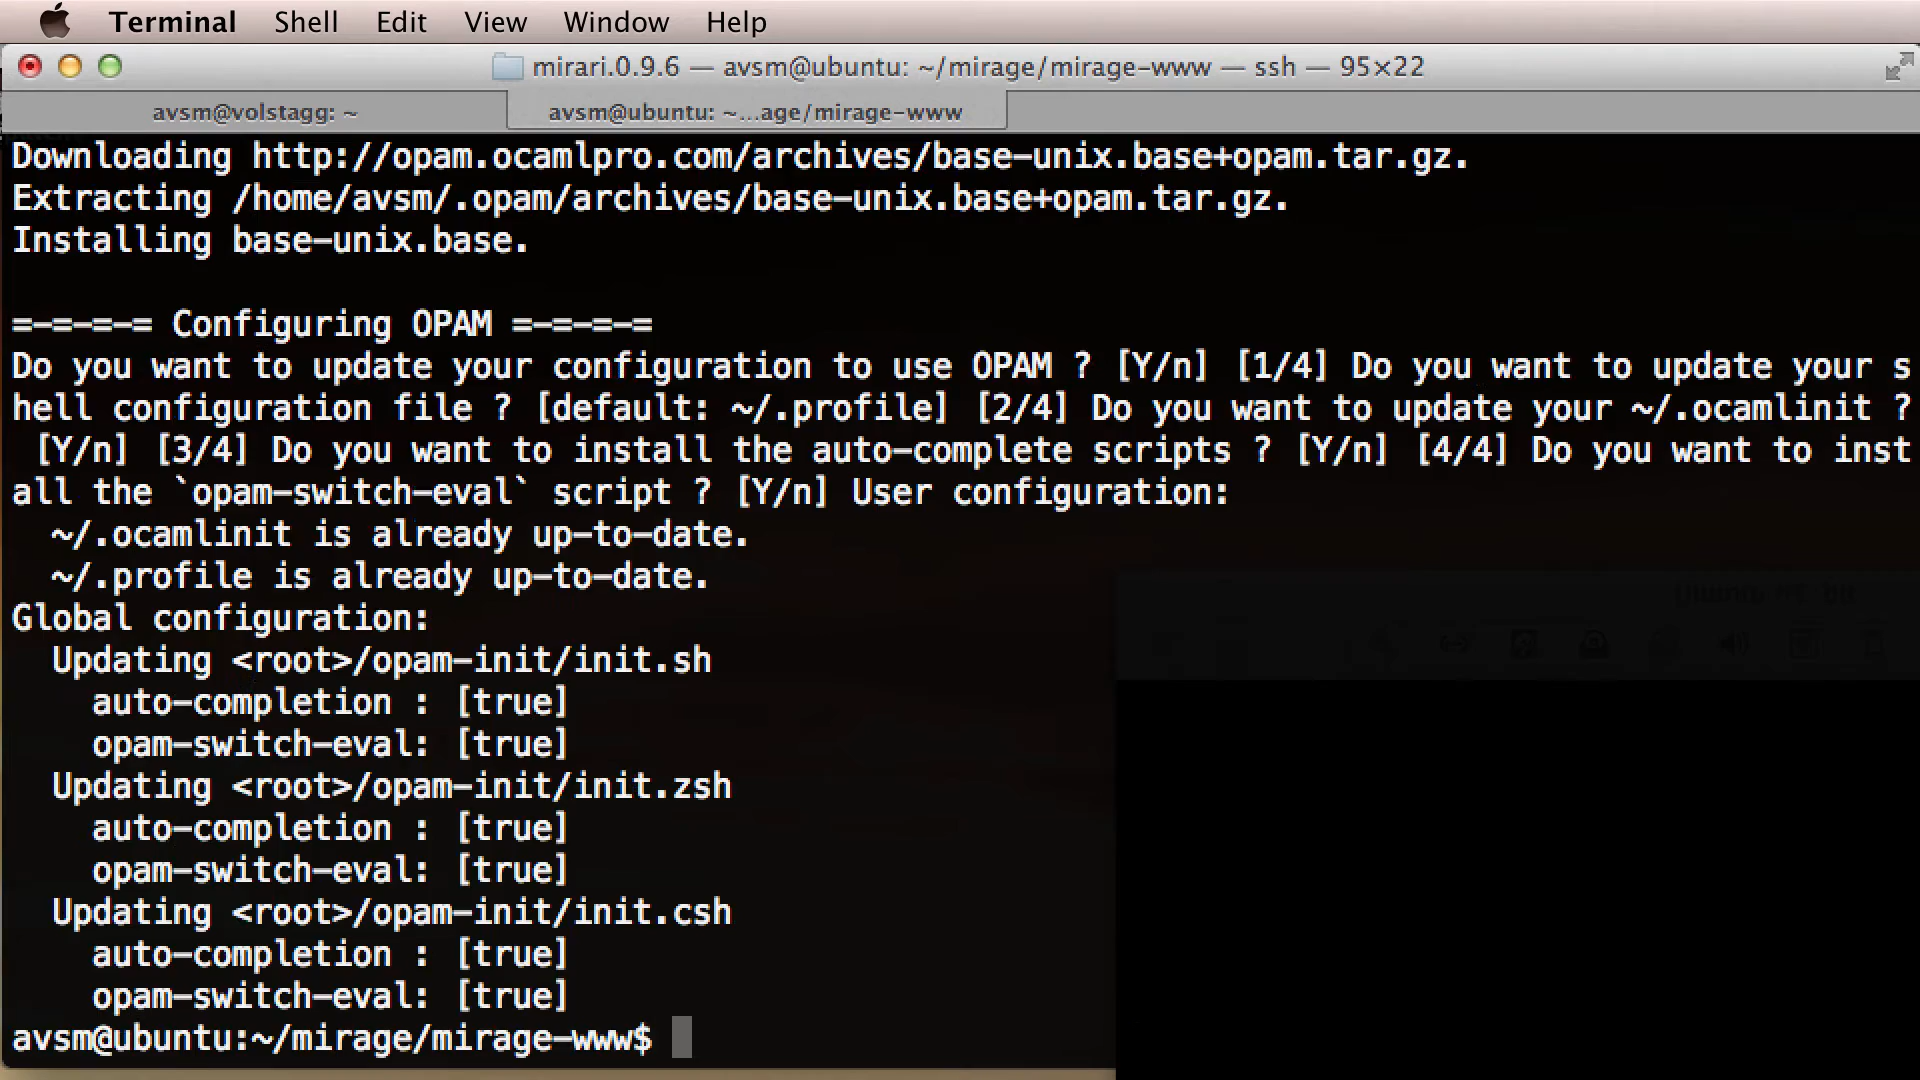 Terminal Shell Edit View Window Help
mirari.0.9.6 — avsm@ubuntu: ~/mirage/mirage-www — ssh — 95×22
avsm@volstagg: ~ avsm@ubuntu: ~...age/mirage-www
Downloading http://opam.ocamlpro.com/archives/base-unix.base+opam.tar.gz.
Extracting /home/avsm/.opam/archives/base-unix.base+opam.tar.gz.
Installing base-unix.base.
=-=-=-= Configuring OPAM =-=-=-=
Do you want to update your configuration to use OPAM ? [Y/n] [1/4] Do you want to update your s
hell configuration file ? [default: ~/.profile] [2/4] Do you want to update your ~/.ocamlinit ?
 [Y/n] [3/4] Do you want to install the auto-complete scripts ? [Y/n] [4/4] Do you want to inst
all the `opam-switch-eval` script ? [Y/n] User configuration:
  ~/.ocamlinit is already up-to-date.
  ~/.profile is already up-to-date.
Global configuration:
  Updating <root>/opam-init/init.sh
    auto-completion : [true]
    opam-switch-eval: [true]
  Updating <root>/opam-init/init.zsh
    auto-completion : [true]
    opam-switch-eval: [true]
  Updating <root>/opam-init/init.csh
    auto-completion : [true]
    opam-switch-eval: [true]
avsm@ubuntu:~/mirage/mirage-www$